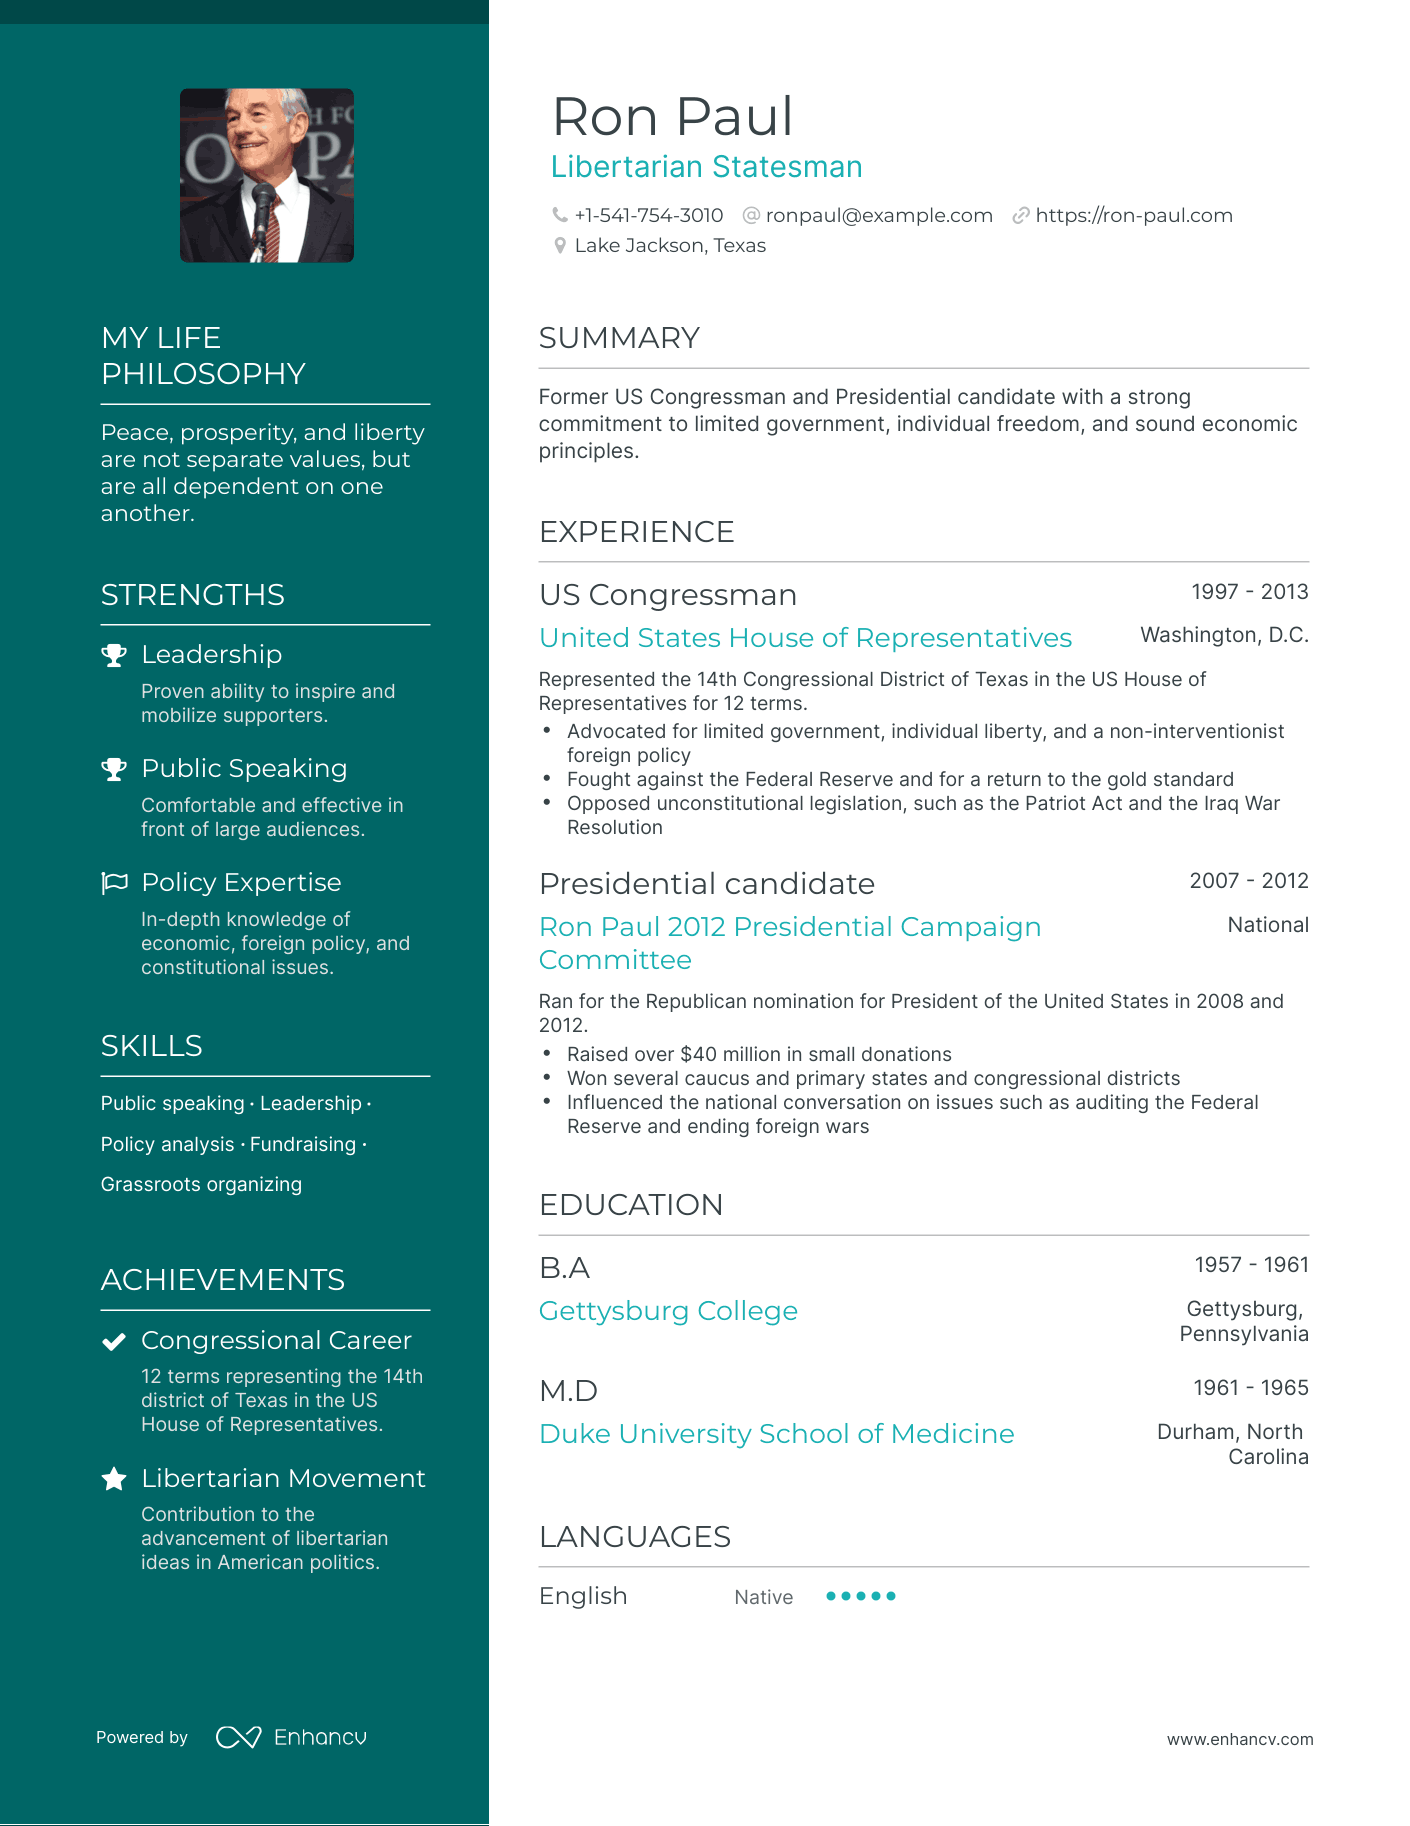 H FO
O PA
MY LIFE
PHILOSOPHY
Peace, prosperity, and liberty
are not separate values, but
are all dependent on one
another.
STRENGTHS
Leadership
Proven ability to inspire and
mobilize supporters.
Public Speaking
Comfortable and effective in
front of large audiences.
Policy Expertise
In-depth knowledge of
economic, foreign policy, and
constitutional issues.
SKILLS
Public speaking · Leadership ·
Policy analysis · Fundraising ·
Grassroots organizing
ACHIEVEMENTS
Congressional Career
12 terms representing the 14th
district of Texas in the US
House of Representatives.
Libertarian Movement
Contribution to the
advancement of libertarian
ideas in American politics.
Powered by Enhancv
Ron Paul
Libertarian Statesman
+1-541-754-3010 @ ronpaul@example.com https://ron-paul.com
Lake Jackson, Texas
SUMMARY
Former US Congressman and Presidential candidate with a strong
commitment to limited government, individual freedom, and sound economic
principles.
EXPERIENCE
US Congressman 1997 - 2013
United States House of Representatives Washington, D.C.
Represented the 14th Congressional District of Texas in the US House of
Representatives for 12 terms.
• Advocated for limited government, individual liberty, and a non-interventionist
foreign policy
• Fought against the Federal Reserve and for a return to the gold standard
• Opposed unconstitutional legislation, such as the Patriot Act and the Iraq War
Resolution
Presidential candidate 2007 - 2012
Ron Paul 2012 Presidential Campaign National
Committee
Ran for the Republican nomination for President of the United States in 2008 and
2012.
• Raised over $40 million in small donations
• Won several caucus and primary states and congressional districts
• Influenced the national conversation on issues such as auditing the Federal
Reserve and ending foreign wars
EDUCATION
B.A 1957 - 1961
Gettysburg College Gettysburg,
Pennsylvania
M.D 1961 - 1965
Duke University School of Medicine Durham, North
Carolina
LANGUAGES
English Native
www.enhancv.com